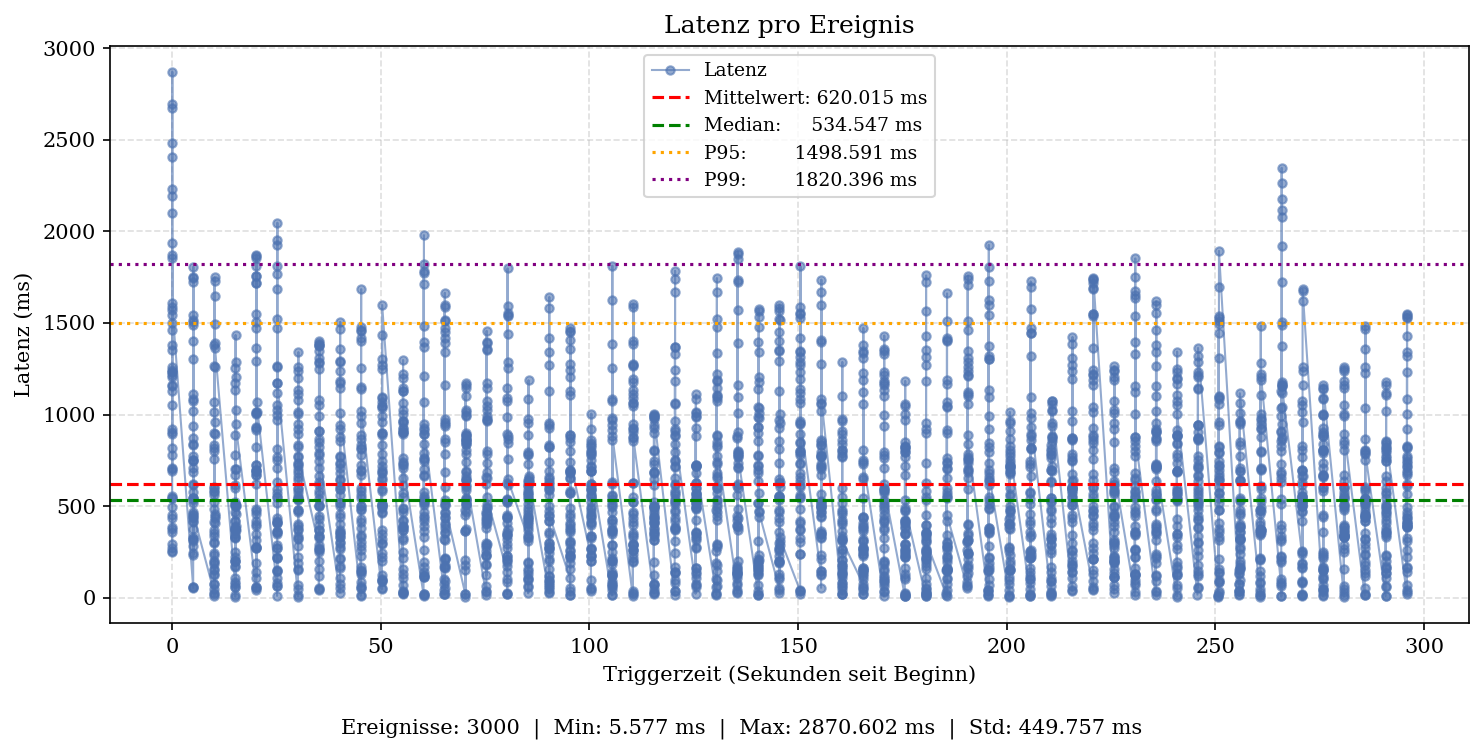 Latenz pro Ereignis
3000
2500
2000
1500
1000
500
0
Latenz (ms)
Latenz
Mittelwert: 620.015 ms
Median: 534.547 ms
P95: 1498.591 ms
P99: 1820.396 ms
0 50 100 150 200 250 300
Triggerzeit (Sekunden seit Beginn)
Ereignisse: 3000 | Min: 5.577 ms | Max: 2870.602 ms | Std: 449.757 ms